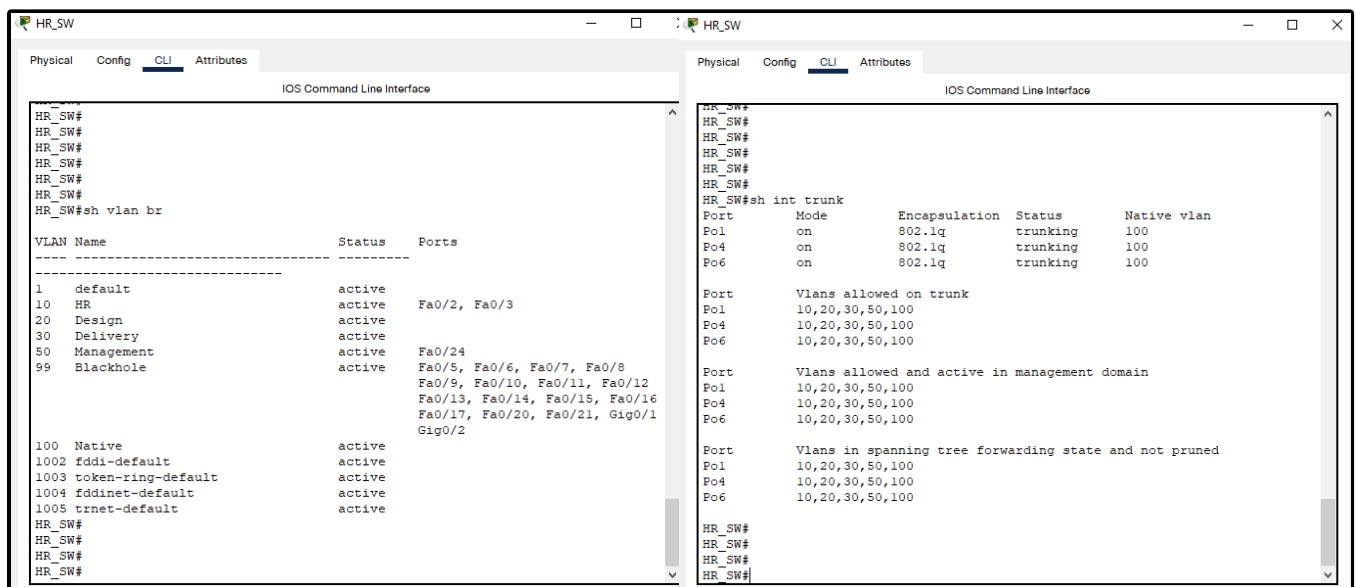 HR_SW
Physical Config CLI Attributes
IOS Command Line Interface
HR_SW#
HR_SW#
HR_SW#
HR_SW#
HR_SW#
HR_SW#
HR_SW#sh vlan br
VLAN Name Status Ports
---- -------------------------------- ---------
-------------------------------
1 default active
10 HR active Fa0/2, Fa0/3
20 Design active
30 Delivery active
50 Management active Fa0/24
99 Blackhole active Fa0/5, Fa0/6, Fa0/7, Fa0/8
Fa0/9, Fa0/10, Fa0/11, Fa0/12
Fa0/13, Fa0/14, Fa0/15, Fa0/16
Fa0/17, Fa0/20, Fa0/21, Gig0/1
Gig0/2
100 Native active
1002 fddi-default active
1003 token-ring-default active
1004 fddinet-default active
1005 trnet-default active
HR_SW#
HR_SW#
HR_SW#
HR_SW#
HR_SW
Physical Config CLI Attributes
IOS Command Line Interface
HR_SW#
HR_SW#
HR_SW#
HR_SW#
HR_SW#
HR_SW#
HR_SW#sh int trunk
Port Mode Encapsulation Status Native vlan
Po1 on 802.1q trunking 100
Po4 on 802.1q trunking 100
Po6 on 802.1q trunking 100
Port Vlans allowed on trunk
Po1 10,20,30,50,100
Po4 10,20,30,50,100
Po6 10,20,30,50,100
Port Vlans allowed and active in management domain
Po1 10,20,30,50,100
Po4 10,20,30,50,100
Po6 10,20,30,50,100
Port Vlans in spanning tree forwarding state and not pruned
Po1 10,20,30,50,100
Po4 10,20,30,50,100
Po6 10,20,30,50,100
HR_SW#
HR_SW#
HR_SW#
HR_SW#